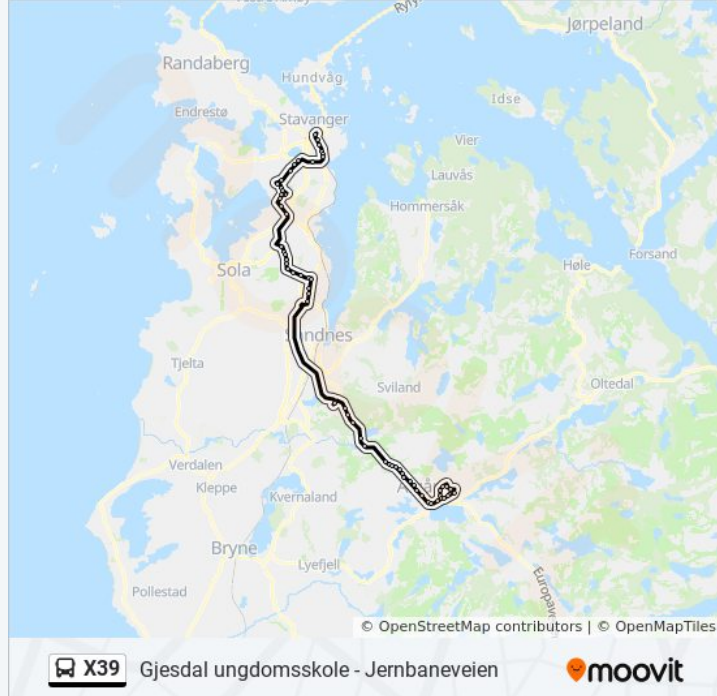 Jørpeland
Randaberg
Hundvåg
Idse
Endrestø
Stavanger
Vier
Lauvås
Hommersåk
Forsand
Høle
Sola
Sandnes
Tjelta
Sviland
Oltedal
Verdalen
Kleppe
Kvernaland
Bryne
Lyefjell
Pollestad
© OpenStreetMap contributors | © OpenMapTiles
X39 Gjesdal ungdomsskole - Jernbaneveien moovit